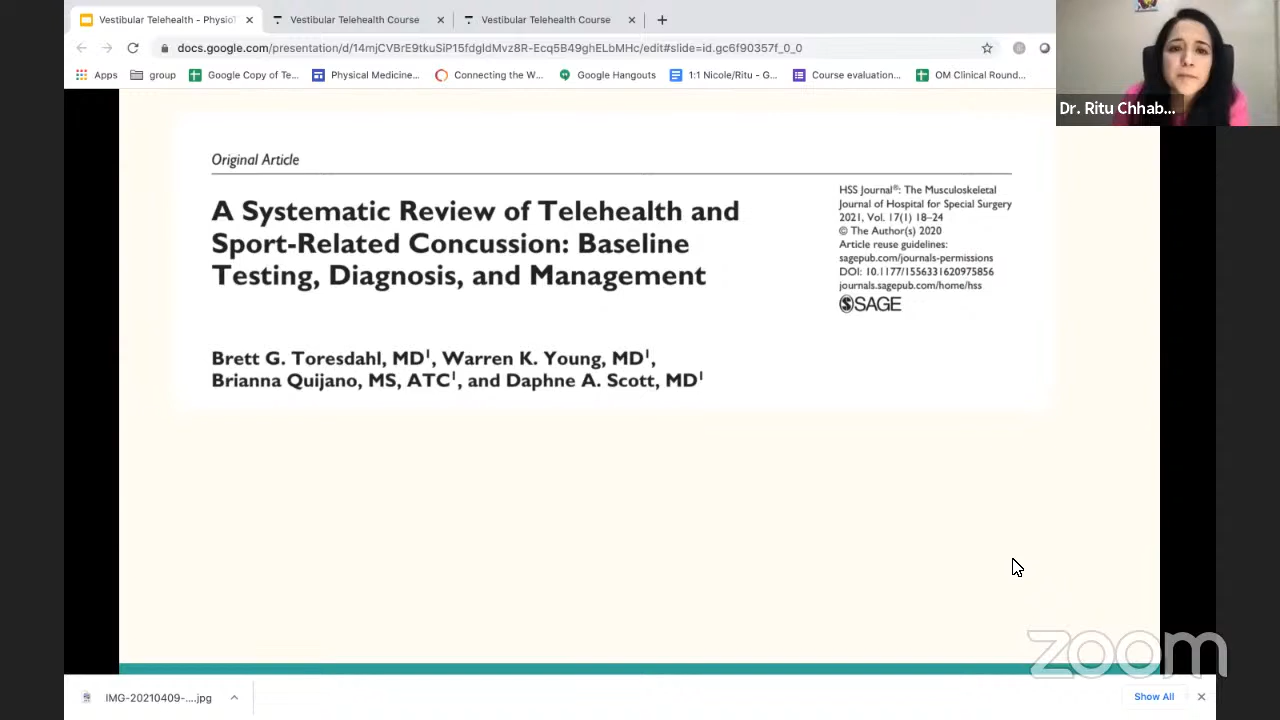 Vestibular Telehealth - PhysioT
Vestibular Telehealth Course
Vestibular Telehealth Course
docs.google.com/presentation/d/14mjCVBrE9tkuSiP15fdgIdMvz8R-Ecq5B49ghELbMHc/edit#slide=id.gc6f90357f_0_0
Apps group Google Copy of Te... Physical Medicine... Connecting the W... Google Hangouts 1:1 Nicole/Ritu - G... Course evaluation... OM Clinical Round...
Dr. Ritu Chhab...
Original Article
A Systematic Review of Telehealth and
Sport-Related Concussion: Baseline
Testing, Diagnosis, and Management
HSS Journal®: The Musculoskeletal
Journal of Hospital for Special Surgery
2021, Vol. 17(1) 18–24
© The Author(s) 2020
Article reuse guidelines:
sagepub.com/journals-permissions
DOI: 10.1177/1556331620975856
journals.sagepub.com/home/hss
SAGE
Brett G. Toresdahl, MD1, Warren K. Young, MD1,
Brianna Quijano, MS, ATC1, and Daphne A. Scott, MD1
zoom
IMG-20210409-....jpg
Show All